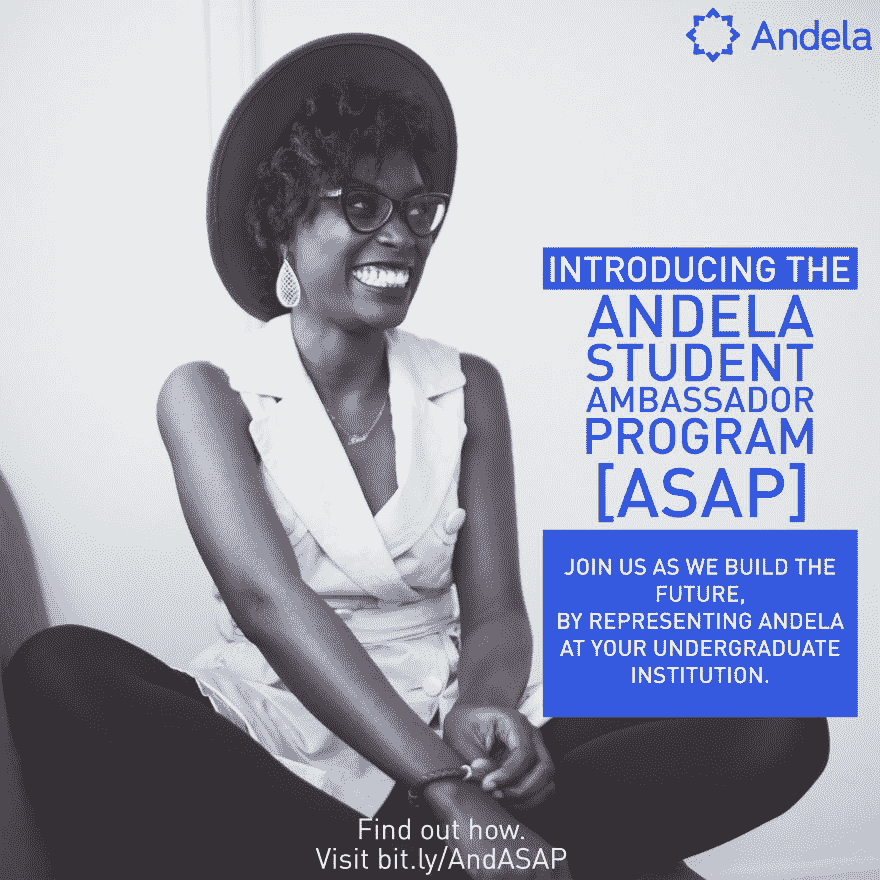 Andela
INTRODUCING THE
ANDELA
STUDENT
AMBASSADOR
PROGRAM
[ASAP]
JOIN US AS WE BUILD THE
FUTURE,
BY REPRESENTING ANDELA
AT YOUR UNDERGRADUATE
INSTITUTION.
Find out how.
Visit bit.ly/AndASAP